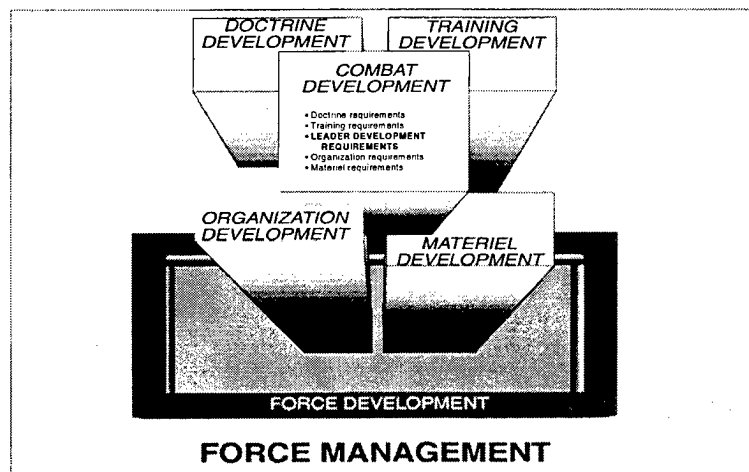 DOCTRINE
DEVELOPMENT
TRAINING
DEVELOPMENT
COMBAT
DEVELOPMENT
• Doctrine requirements
• Training requirements
• LEADER DEVELOPMENT
REQUIREMENTS
• Organization requirements
• Materiel requirements
ORGANIZATION
DEVELOPMENT
MATERIEL
DEVELOPMENT
FORCE DEVELOPMENT
FORCE MANAGEMENT